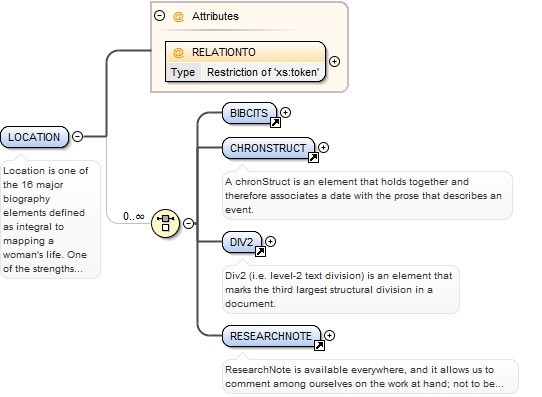 @ Attributes
@ RELATIONTO
Type Restriction of 'xs:token'
LOCATION
Location is one of
the 16 major
biography
elements defined
as integral to
mapping a
woman's life. One
of the strengths...
0..∞
BIBCITS
CHRONSTRUCT
A chronStruct is an element that holds together and
therefore associates a date with the prose that describes an
event.
DIV2
Div2 (i.e. level-2 text division) is an element that
marks the third largest structural division in a
document.
RESEARCHNOTE
ResearchNote is available everywhere, and it allows us to
comment among ourselves on the work at hand; not to be...